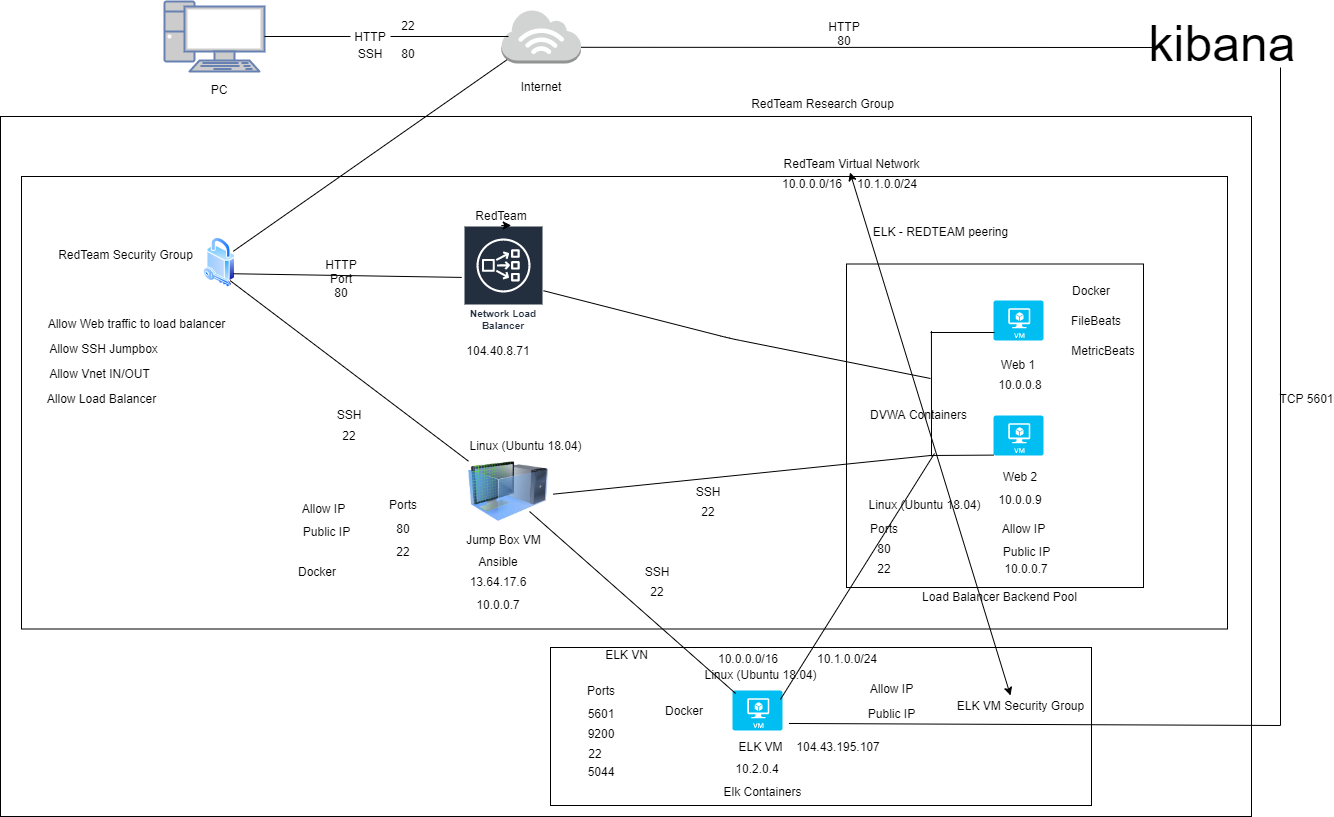 22
HTTP
SSH 80
PC
Internet
HTTP
80
kibana
RedTeam Research Group
RedTeam Virtual Network
10.0.0.0/16 10.1.0.0/24
RedTeam
ELK - REDTEAM peering
RedTeam Security Group
HTTP
Port
80
Network Load
Balancer
104.40.8.71
Allow Web traffic to load balancer
Allow SSH Jumpbox
Allow Vnet IN/OUT
Allow Load Balancer
Docker
FileBeats
MetricBeats
VM
Web 1
10.0.0.8
TCP 5601
DVWA Containers
VM
Web 2
10.0.0.9
SSH
22
Linux (Ubuntu 18.04)
SSH
22
Linux (Ubuntu 18.04)
Ports
80
22
Allow IP
Public IP
10.0.0.7
Allow IP
Public IP
Docker
Ports
80
22
Jump Box VM
Ansible
13.64.17.6
10.0.0.7
SSH
22
Load Balancer Backend Pool
ELK VN
10.0.0.0/16 10.1.0.0/24
Linux (Ubuntu 18.04)
Ports
5601
9200
22
5044
Docker
VM
Allow IP
Public IP
ELK VM Security Group
ELK VM 104.43.195.107
10.2.0.4
Elk Containers